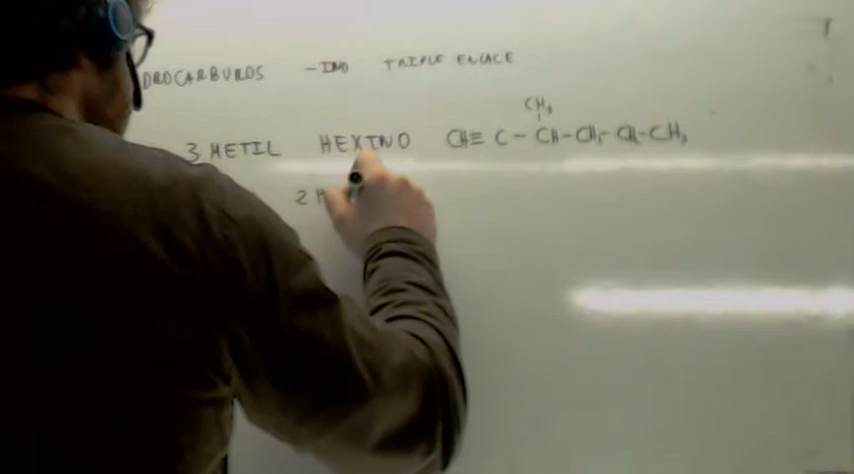 DROCARBUROS -INO TRIPLE ENLACE
CH₃
3 METIL HEXINO CH≡ C - CH-CH₂-CH₂-CH₃
2